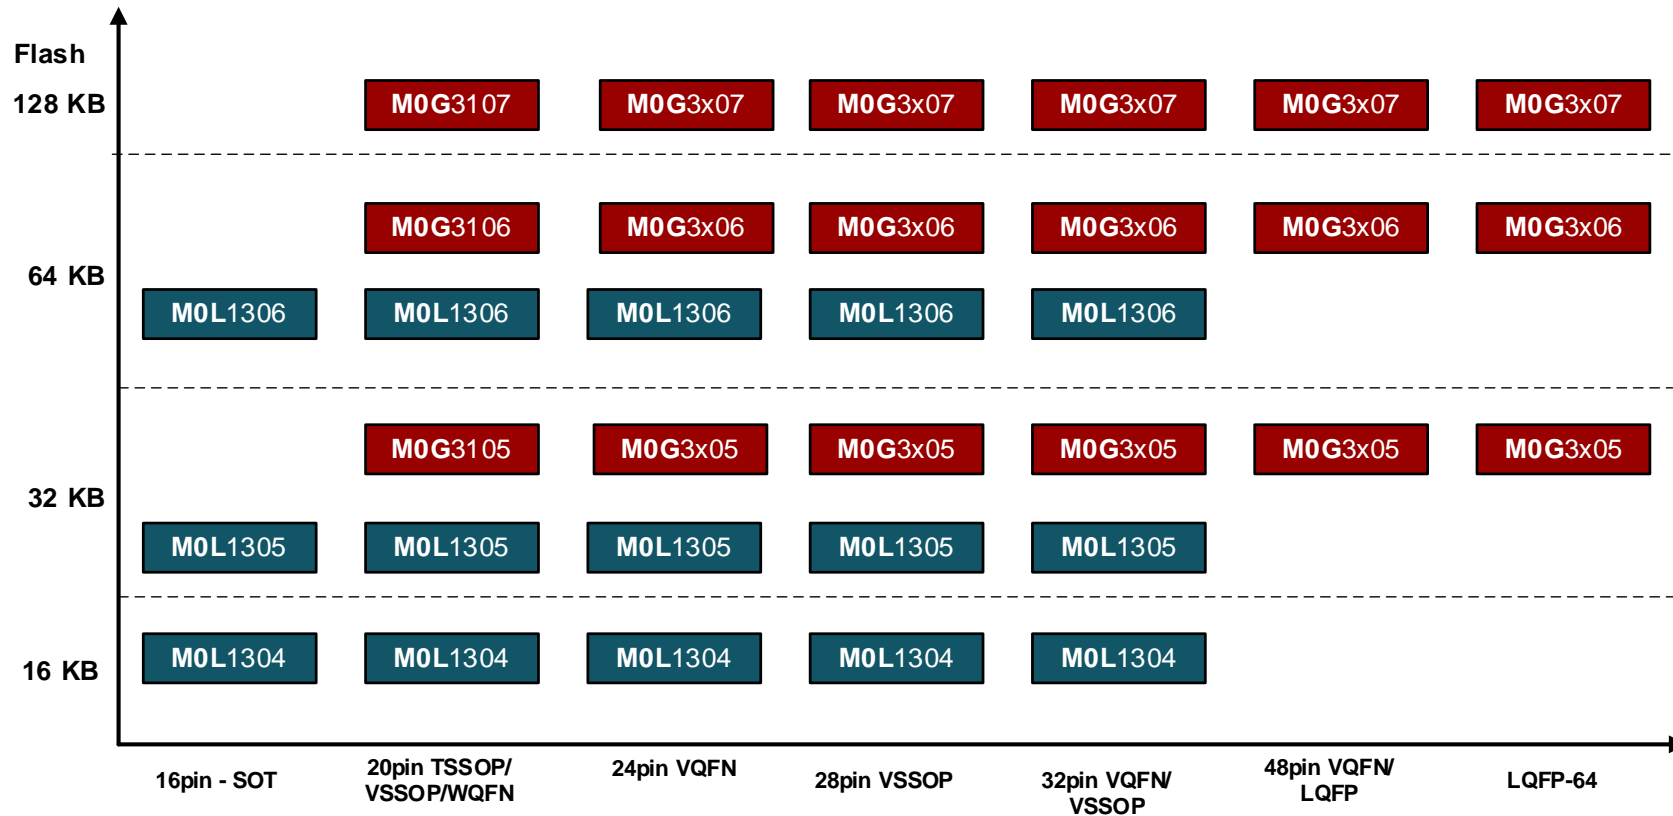 Flash
128 KB
M0G3107
M0G3x07
M0G3x07
M0G3x07
M0G3x07
M0G3x07
M0G3106
M0G3x06
M0G3x06
M0G3x06
M0G3x06
M0G3x06
64 KB
M0L1306
M0L1306
M0L1306
M0L1306
M0L1306
M0G3105
M0G3x05
M0G3x05
M0G3x05
M0G3x05
M0G3x05
32 KB
M0L1305
M0L1305
M0L1305
M0L1305
M0L1305
16 KB
M0L1304
M0L1304
M0L1304
M0L1304
M0L1304
16pin - SOT
20pin TSSOP/
VSSOP/WQFN
24pin VQFN
28pin VSSOP
32pin VQFN/
VSSOP
48pin VQFN/
LQFP
LQFP-64